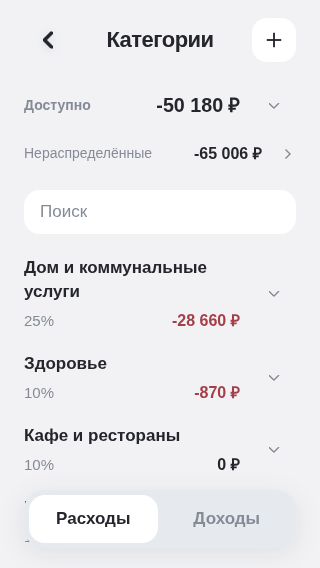 Категории
Доступно -50 180 ₽
Нераспределённые -65 006 ₽
Поиск
Дом и коммунальные
услуги
25% -28 660 ₽
Здоровье
10% -870 ₽
Кафе и рестораны
10% 0 ₽
Расходы Доходы